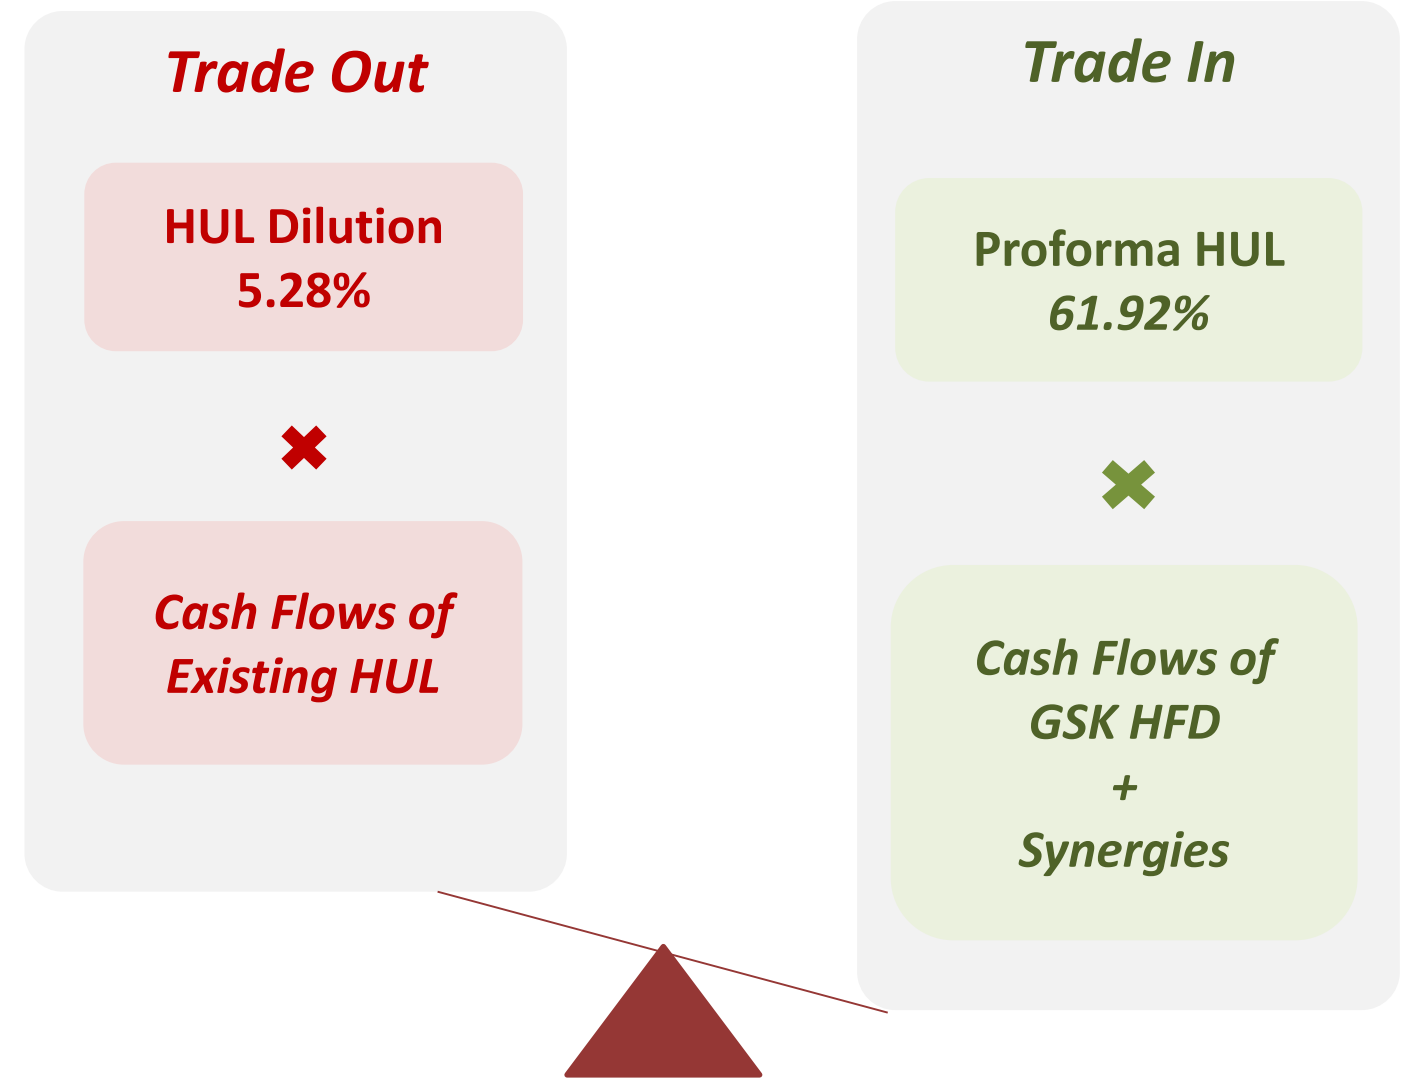 Trade Out
HUL Dilution
5.28%
✖
Cash Flows of
Existing HUL
Trade In
Proforma HUL
61.92%
✖
Cash Flows of
GSK HFD
+
Synergies